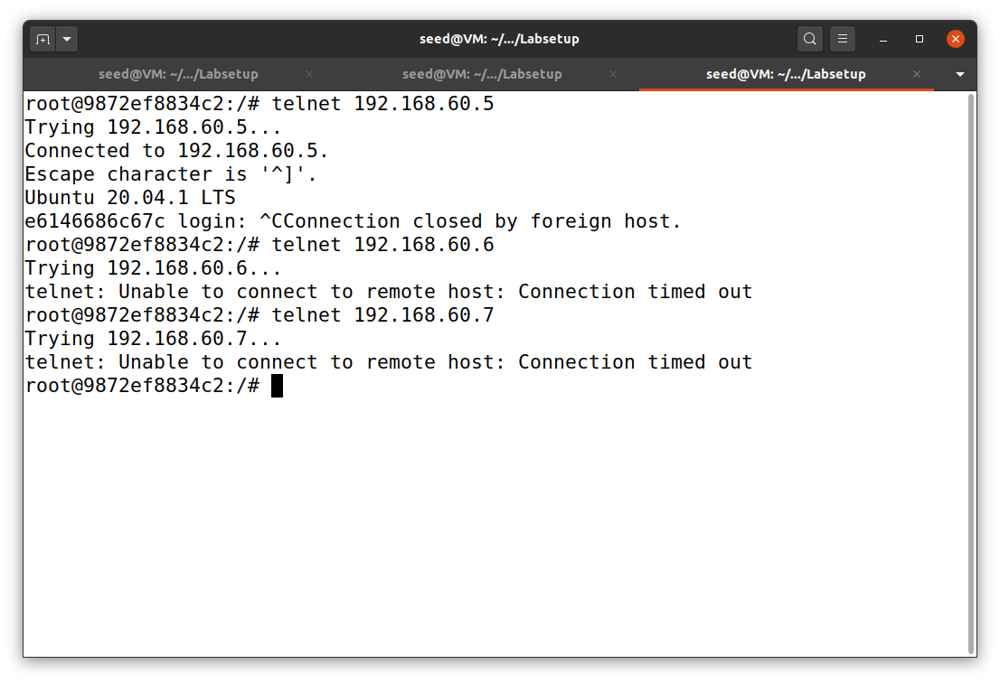 seed@VM: ~/.../Labsetup
seed@VM: ~/.../Labsetup
seed@VM: ~/.../Labsetup
seed@VM: ~/.../Labsetup
root@9872ef8834c2:/# telnet 192.168.60.5
Trying 192.168.60.5...
Connected to 192.168.60.5.
Escape character is '^]'.
Ubuntu 20.04.1 LTS
e6146686c67c login: ^CConnection closed by foreign host.
root@9872ef8834c2:/# telnet 192.168.60.6
Trying 192.168.60.6...
telnet: Unable to connect to remote host: Connection timed out
root@9872ef8834c2:/# telnet 192.168.60.7
Trying 192.168.60.7...
telnet: Unable to connect to remote host: Connection timed out
root@9872ef8834c2:/#